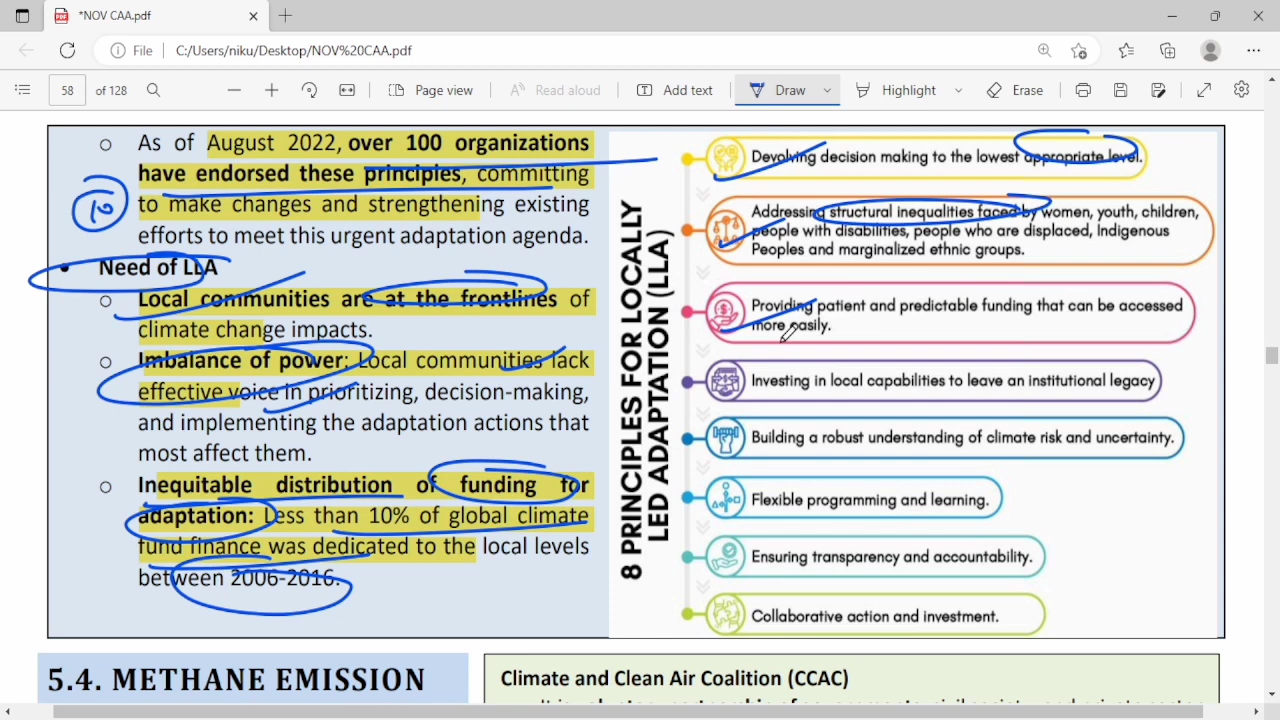 *NOV CAA.pdf
File
C:/Users/niku/Desktop/NOV%20CAA.pdf
58 of 128
Page view
Read aloud
Add text
Draw
Highlight
Erase
As of August 2022, over 100 organizations
have endorsed these principles, committing
to make changes and strengthening existing
efforts to meet this urgent adaptation agenda.
10
Need of LLA
Local communities are at the frontlines of
climate change impacts.
Imbalance of power: Local communities lack
effective voice in prioritizing, decision-making,
and implementing the adaptation actions that
most affect them.
Inequitable distribution of funding for
adaptation: Less than 10% of global climate
fund finance was dedicated to the local levels
between 2006-2016.
8 PRINCIPLES FOR LOCALLY
LED ADAPTATION (LLA)
Devolving decision making to the lowest appropriate level.
Addressing structural inequalities faced by women, youth, children,
people with disabilities, people who are displaced, Indigenous
Peoples and marginalized ethnic groups.
Providing patient and predictable funding that can be accessed
more easily.
Investing in local capabilities to leave an institutional legacy
Building a robust understanding of climate risk and uncertainty.
Flexible programming and learning.
Ensuring transparency and accountability.
Collaborative action and investment.
5.4. METHANE EMISSION
Climate and Clean Air Coalition (CCAC)